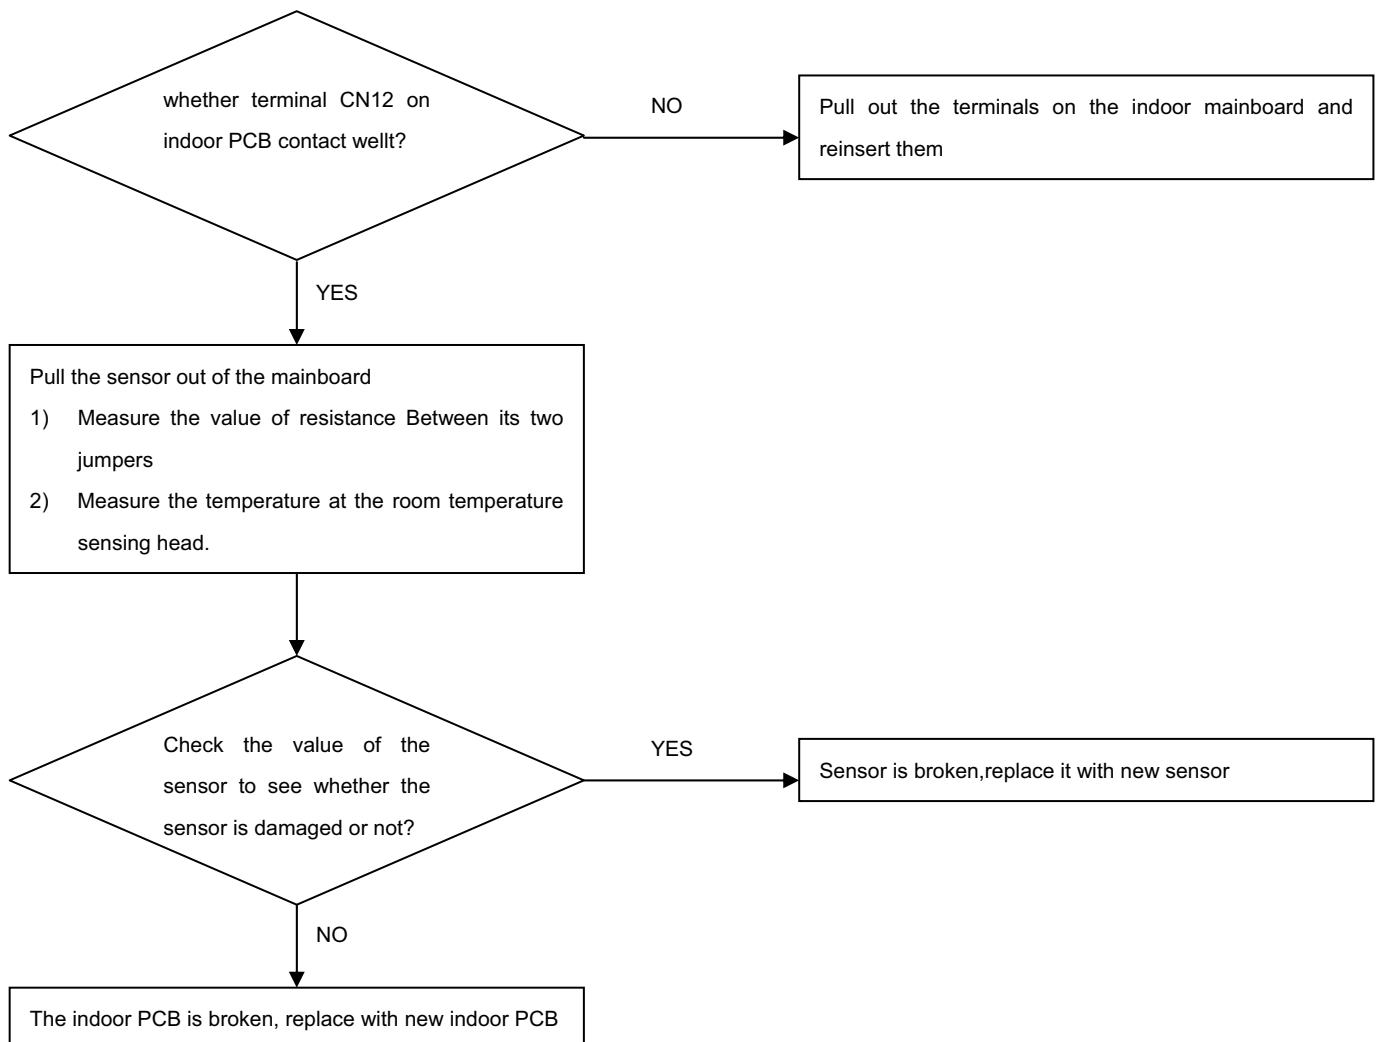 whether terminal CN12 on
indoor PCB contact wellt?
NO
Pull out the terminals on the indoor mainboard and
reinsert them
YES
Pull the sensor out of the mainboard
1) Measure the value of resistance Between its two
jumpers
2) Measure the temperature at the room temperature
sensing head.
Check the value of the
sensor to see whether the
sensor is damaged or not?
YES
Sensor is broken,replace it with new sensor
NO
The indoor PCB is broken, replace with new indoor PCB